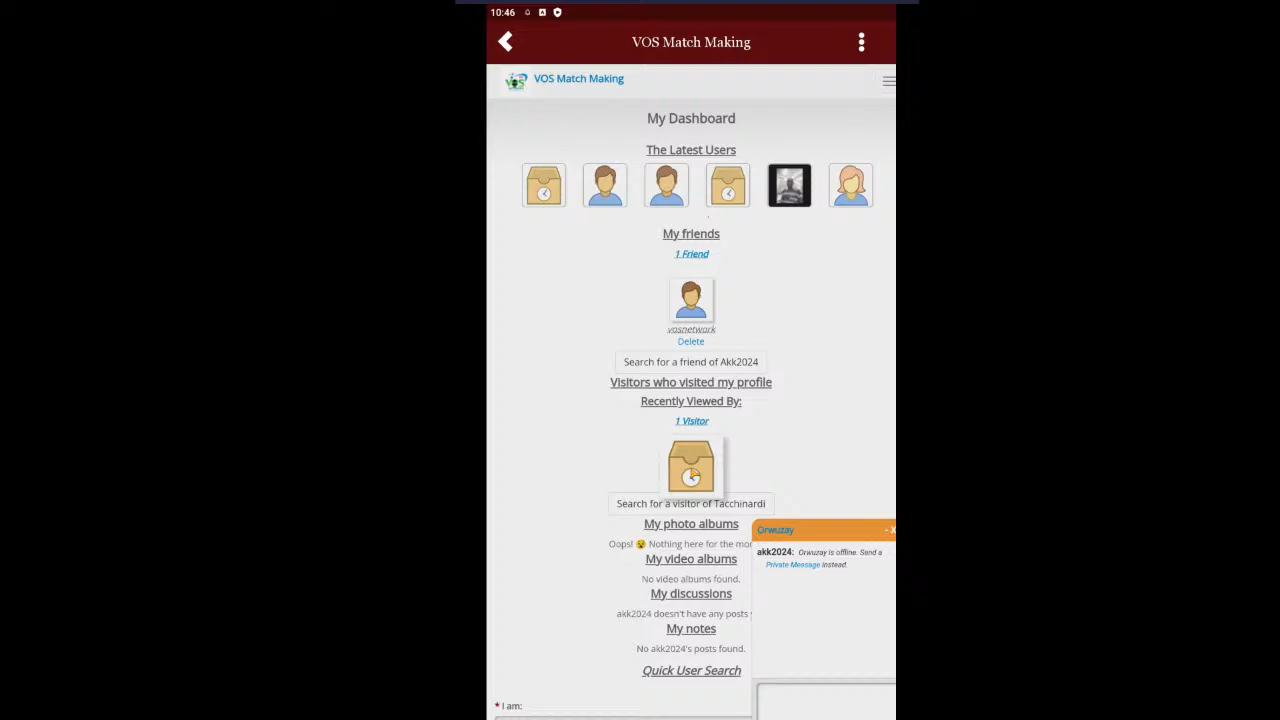 10:46
VOS Match Making
VOS
VOS Match Making
My Dashboard
The Latest Users
My friends
1 Friend
vosnetwork
Delete
Search for a friend of Akk2024
Visitors who visited my profile
Recently Viewed By:
1 Visitor
Search for a visitor of Tacchinardi
My photo albums
Oops! 😵 Nothing here for the mo
My video albums
No video albums found.
My discussions
akk2024 doesn't have any posts
My notes
No akk2024's posts found.
Quick User Search
* I am:
Orwuzay - X
akk2024: Orwuzay is offline. Send a
Private Message instead.